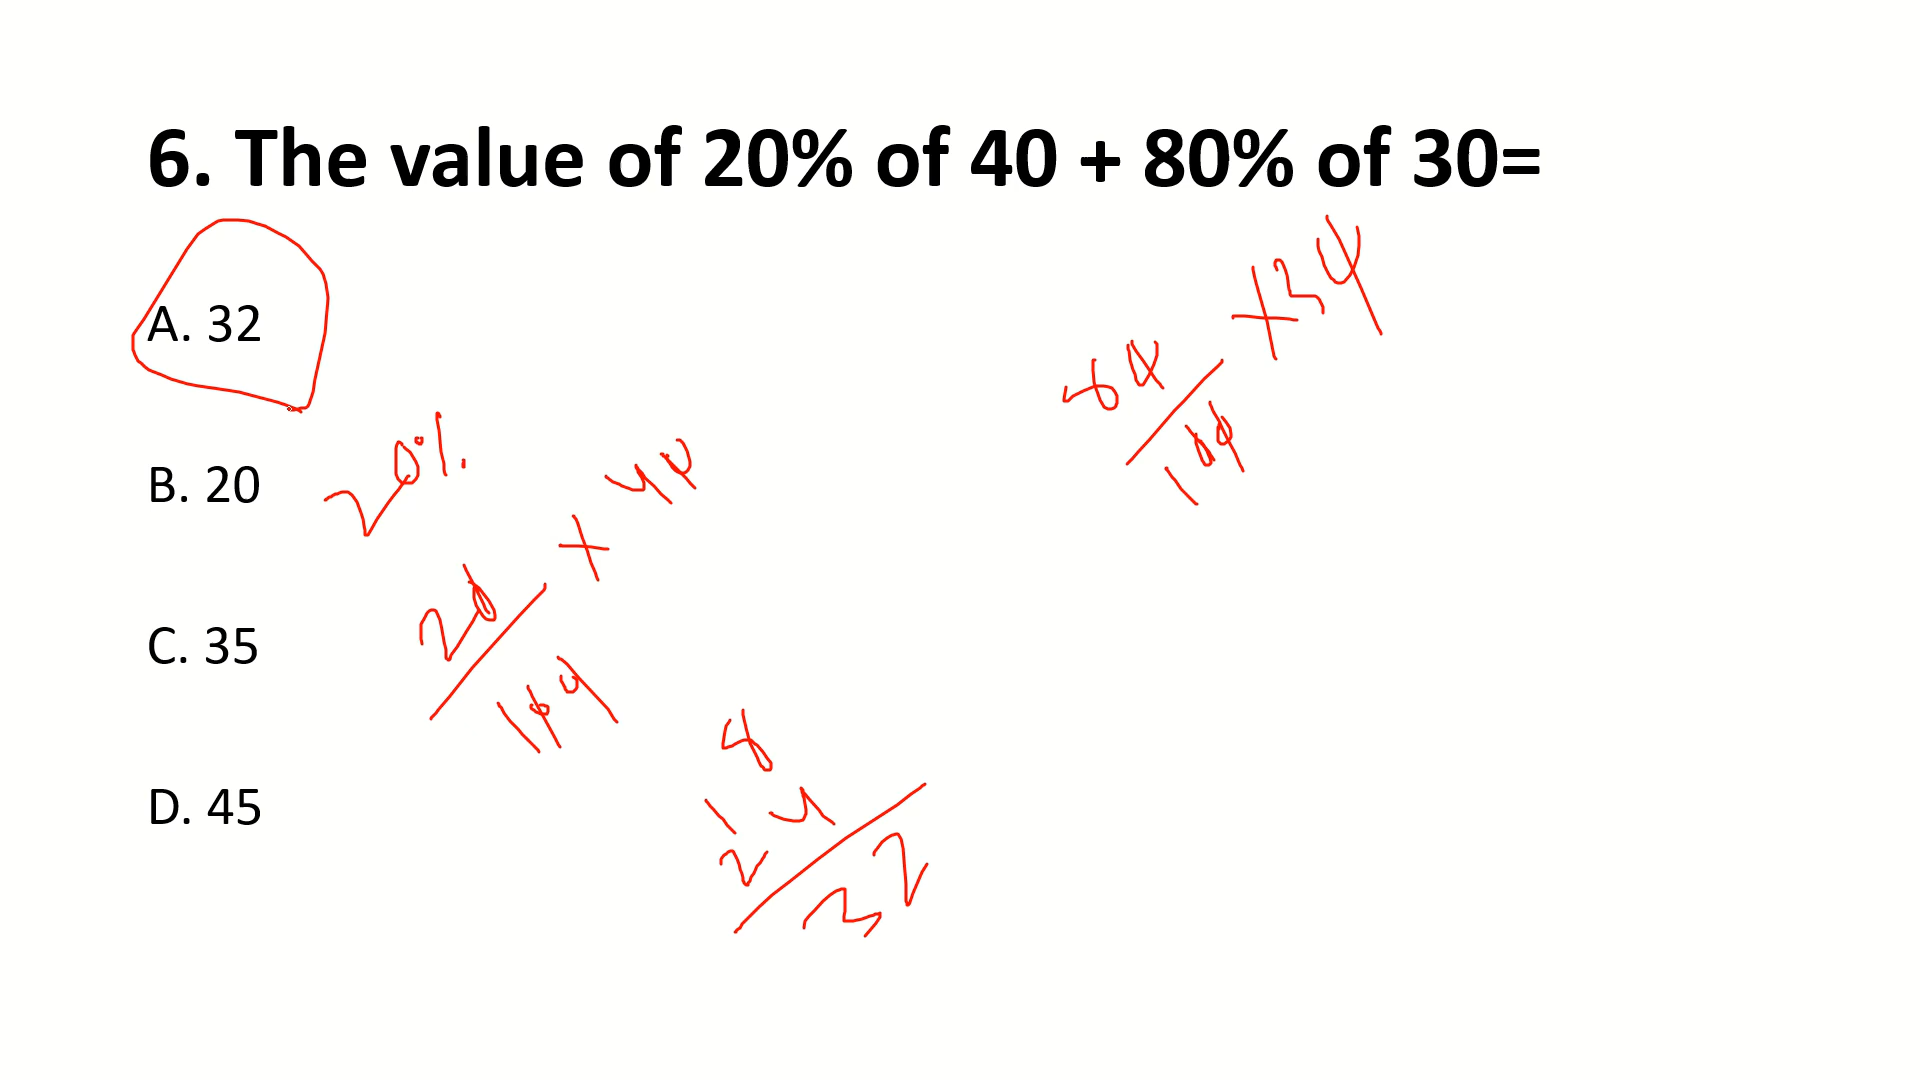 6. The value of 20% of 40 + 80% of 30=
A. 32
80 ×30
100
B. 20
20%
20 × 40
100
C. 35
8
D. 45
24
32